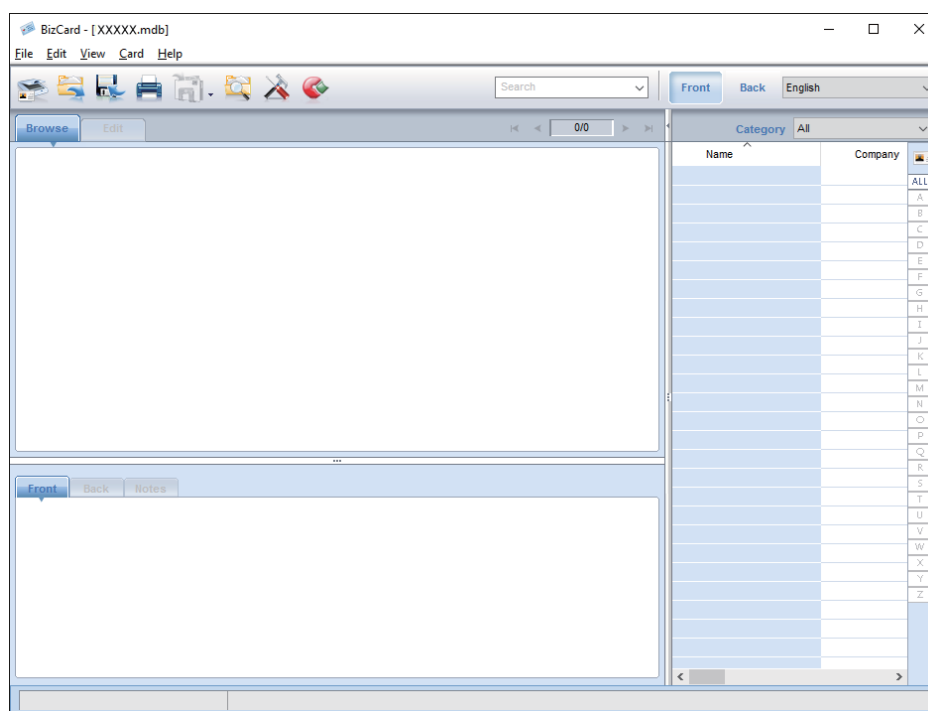 BizCard - [XXXXX.mdb]
File Edit View Card Help
Search
Front Back English
Browse Edit 0/0 Category All
Name Company
ALL
A
B
C
D
E
F
G
H
I
J
K
L
M
N
O
P
Q
R
S
T
U
V
W
X
Y
Z
Front Back Notes